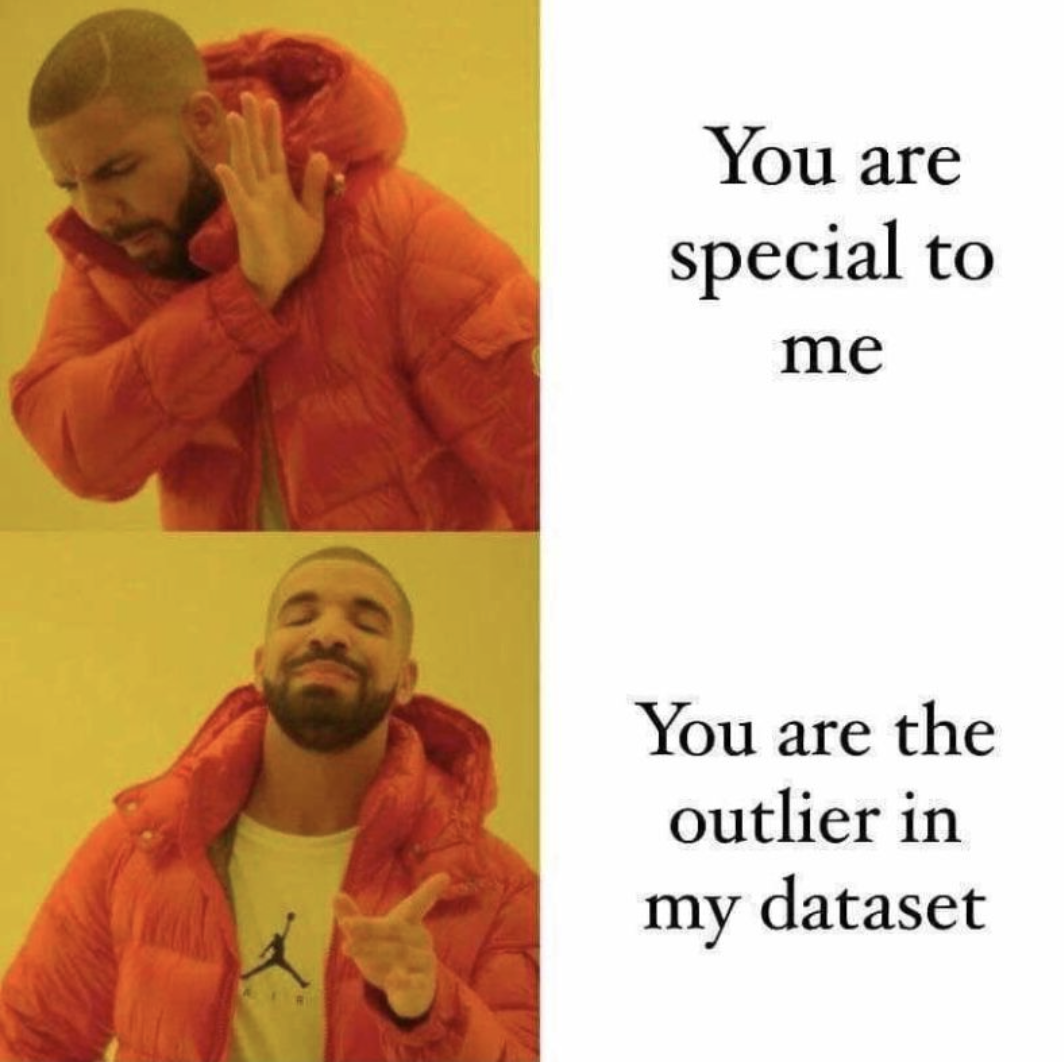 You are
special to
me
You are the
outlier in
my dataset
A I R